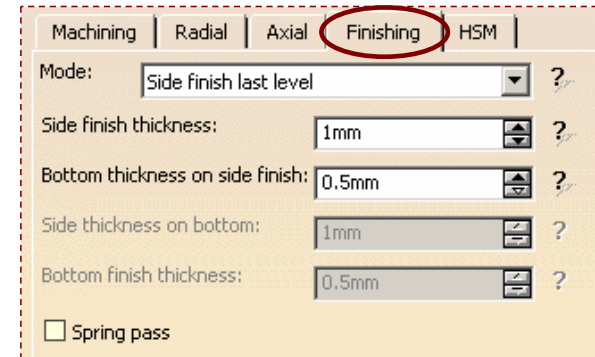 Machining Radial Axial Finishing HSM
Mode: Side finish last level ?
Side finish thickness: 1mm ?
Bottom thickness on side finish: 0.5mm ?
Side thickness on bottom: 1mm ?
Bottom finish thickness: 0.5mm ?
Spring pass